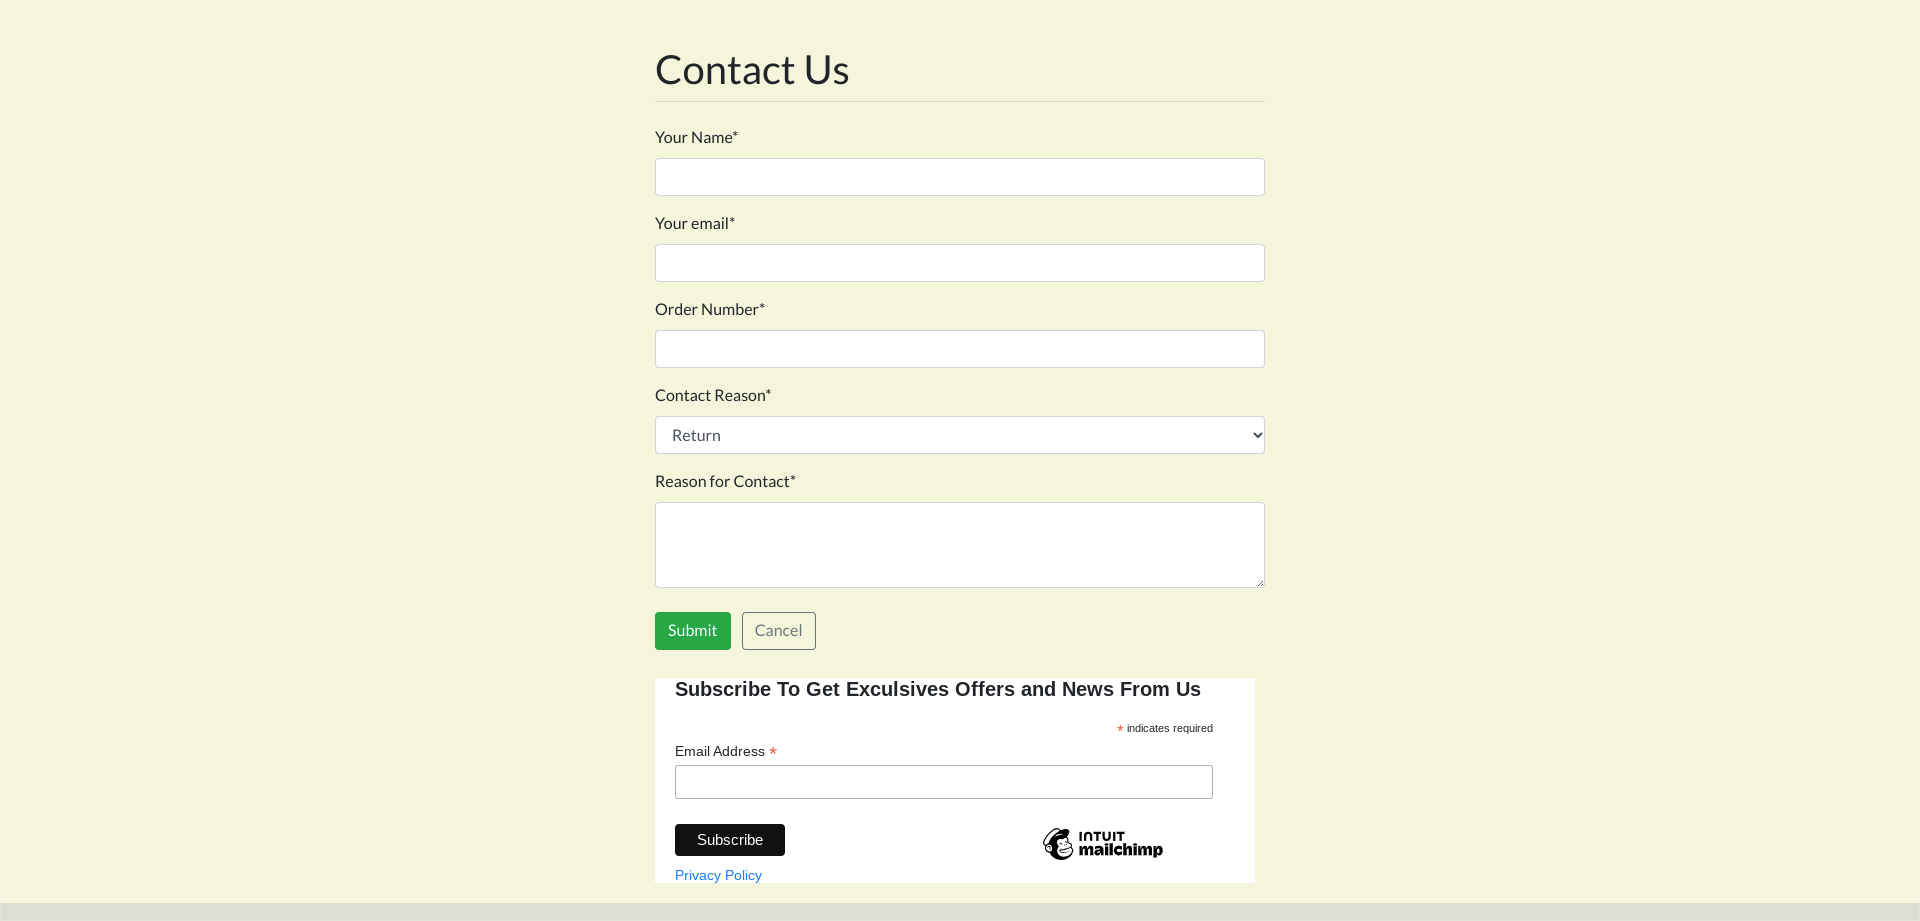 Contact Us
Your Name*
Your email*
Order Number*
Contact Reason*
Return
Reason for Contact*
Submit Cancel
Subscribe To Get Exculsives Offers and News From Us
* indicates required
Email Address *
Subscribe
INTUIT
mailchimp
Privacy Policy